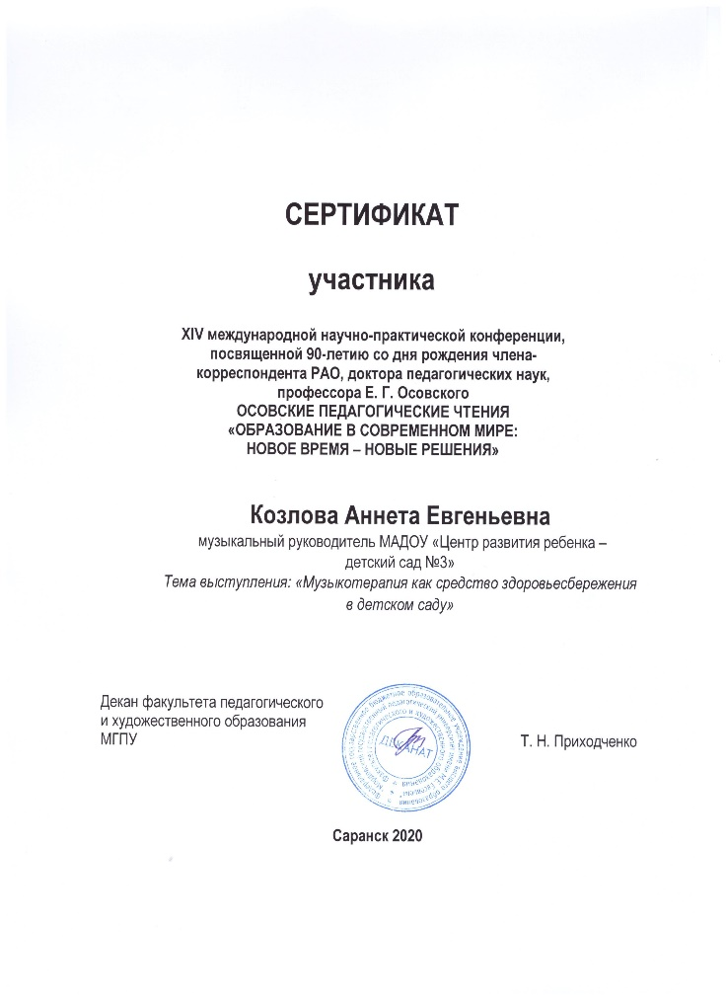 СЕРТИФИКАТ
участника
XIV международной научно-практической конференции,
посвященной 90-летию со дня рождения члена-
корреспондента РАО, доктора педагогических наук,
профессора Е. Г. Осовского
ОСОВСКИЕ ПЕДАГОГИЧЕСКИЕ ЧТЕНИЯ
«ОБРАЗОВАНИЕ В СОВРЕМЕННОМ МИРЕ:
НОВОЕ ВРЕМЯ – НОВЫЕ РЕШЕНИЯ»
Козлова Аннета Евгеньевна
музыкальный руководитель МАДОУ «Центр развития ребенка –
детский сад №3»
Тема выступления: «Музыкотерапия как средство здоровьесбережения
в детском саду»
Декан факультета педагогического
и художественного образования
МГПУ
ДЕКАНАТ
Т. Н. Приходченко
Саранск 2020